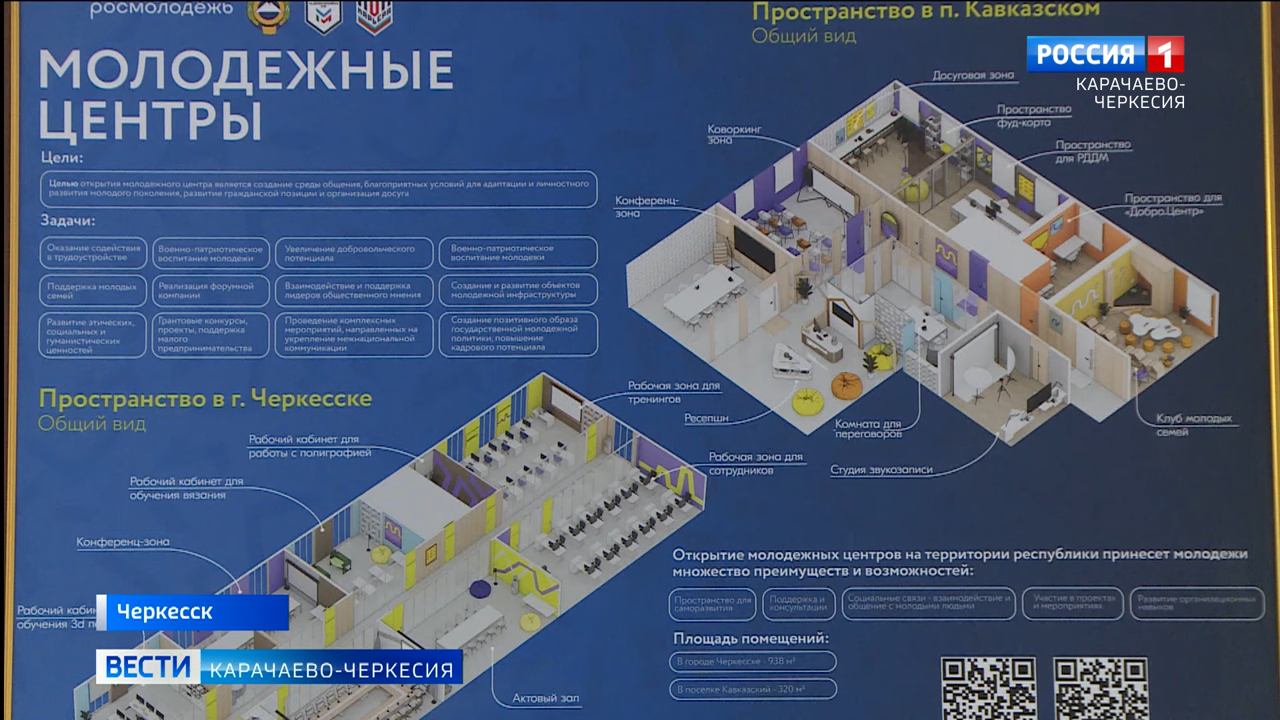 росмолодёжь
МОЛОДЕЖНЫЕ
ЦЕНТРЫ
Цели:
Целью открытия молодежного центра является создание среды общения, благоприятных условий для адаптации и личностного
развития молодого поколения, развитие гражданской позиции и организация досуга
Задачи:
Оказание содействия
в трудоустройстве
Военно-патриотическое
воспитание молодежи
Увеличение добровольческого
потенциала
Военно-патриотическое
воспитание молодежи
Поддержка молодых
семей
Реализация форумной
компании
Взаимодействие и поддержка
лидеров общественного мнения
Создание и развитие объектов
молодежной инфраструктуры
Развитие этических,
социальных и
гуманистических
ценностей
Грантовые конкурсы,
проекты, поддержка
малого
предпринимательства
Проведение комплексных
мероприятий, направленных на
укрепление межнациональной
коммуникации
Создание позитивного образа
государственной молодежной
политики, повышение
кадрового потенциала
Пространство в п. Кавказском
Общий вид
РОССИЯ 1
КАРАЧАЕВО-
ЧЕРКЕСИЯ
Досуговая зона
Пространство
фуд-корта
Коворкинг
зона
Пространство
для РДДМ
Конференц-
зона
Пространство для
«Добро.Центр»
Ресепшн
Комната для
переговоров
Студия звукозаписи
Клуб молодых
семей
Пространство в г. Черкесске
Общий вид
Рабочая зона для
тренингов
Рабочий кабинет для
работы с полиграфией
Рабочая зона для
сотрудников
Рабочий кабинет для
обучения вязания
Конференц-зона
Рабочий
обучения 3d
Актовый зал
Открытие молодежных центров на территории республики принесет молодежи
множество преимуществ и возможностей:
Пространство для
саморазвития
Поддержка и
консультации
Социальные связи - взаимодействие и
общение с молодыми людьми
Участие в проектах
и мероприятиях
Развитие организационных
навыков
Площадь помещений:
В городе Черкесске - 938 м²
В поселке Кавказский - 320 м²
Черкесск
ВЕСТИ КАРАЧАЕВО-ЧЕРКЕСИЯ